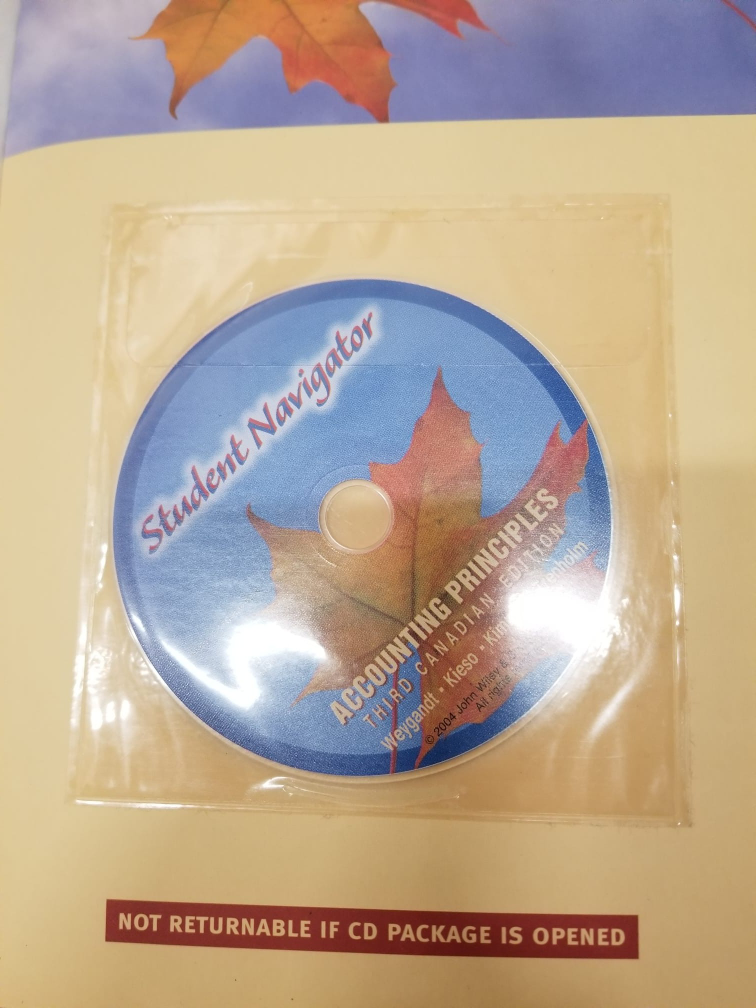 Student Navigator
ACCOUNTING PRINCIPLES
THIRD CANADIAN EDITION
Weygandt • Kieso •
© 2004 John Wiley &
All
NOT RETURNABLE IF CD PACKAGE IS OPENED